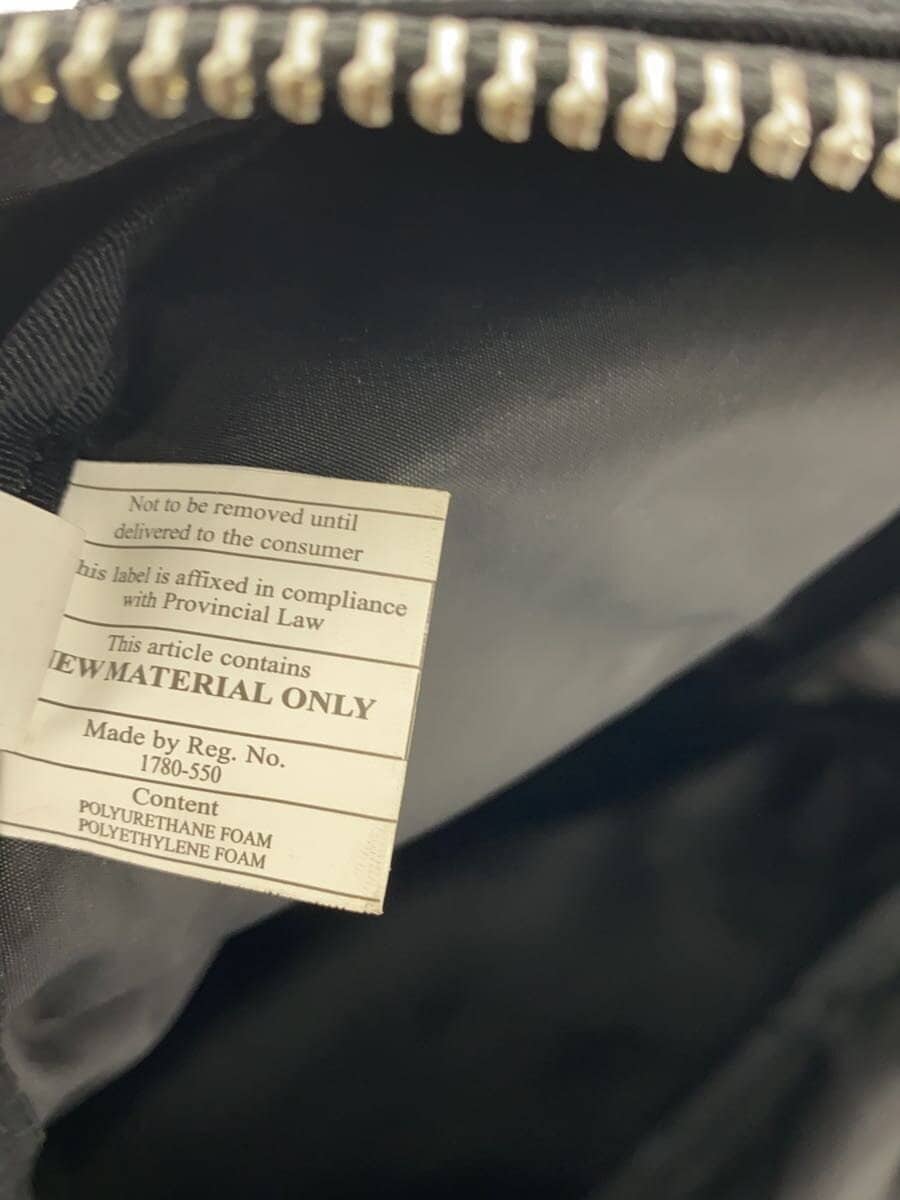 Not to be removed until
delivered to the consumer
his label is affixed in compliance
with Provincial Law
This article contains
EWMATERIAL ONLY
Made by Reg. No.
1780-550
Content
POLYURETHANE FOAM
POLYETHYLENE FOAM